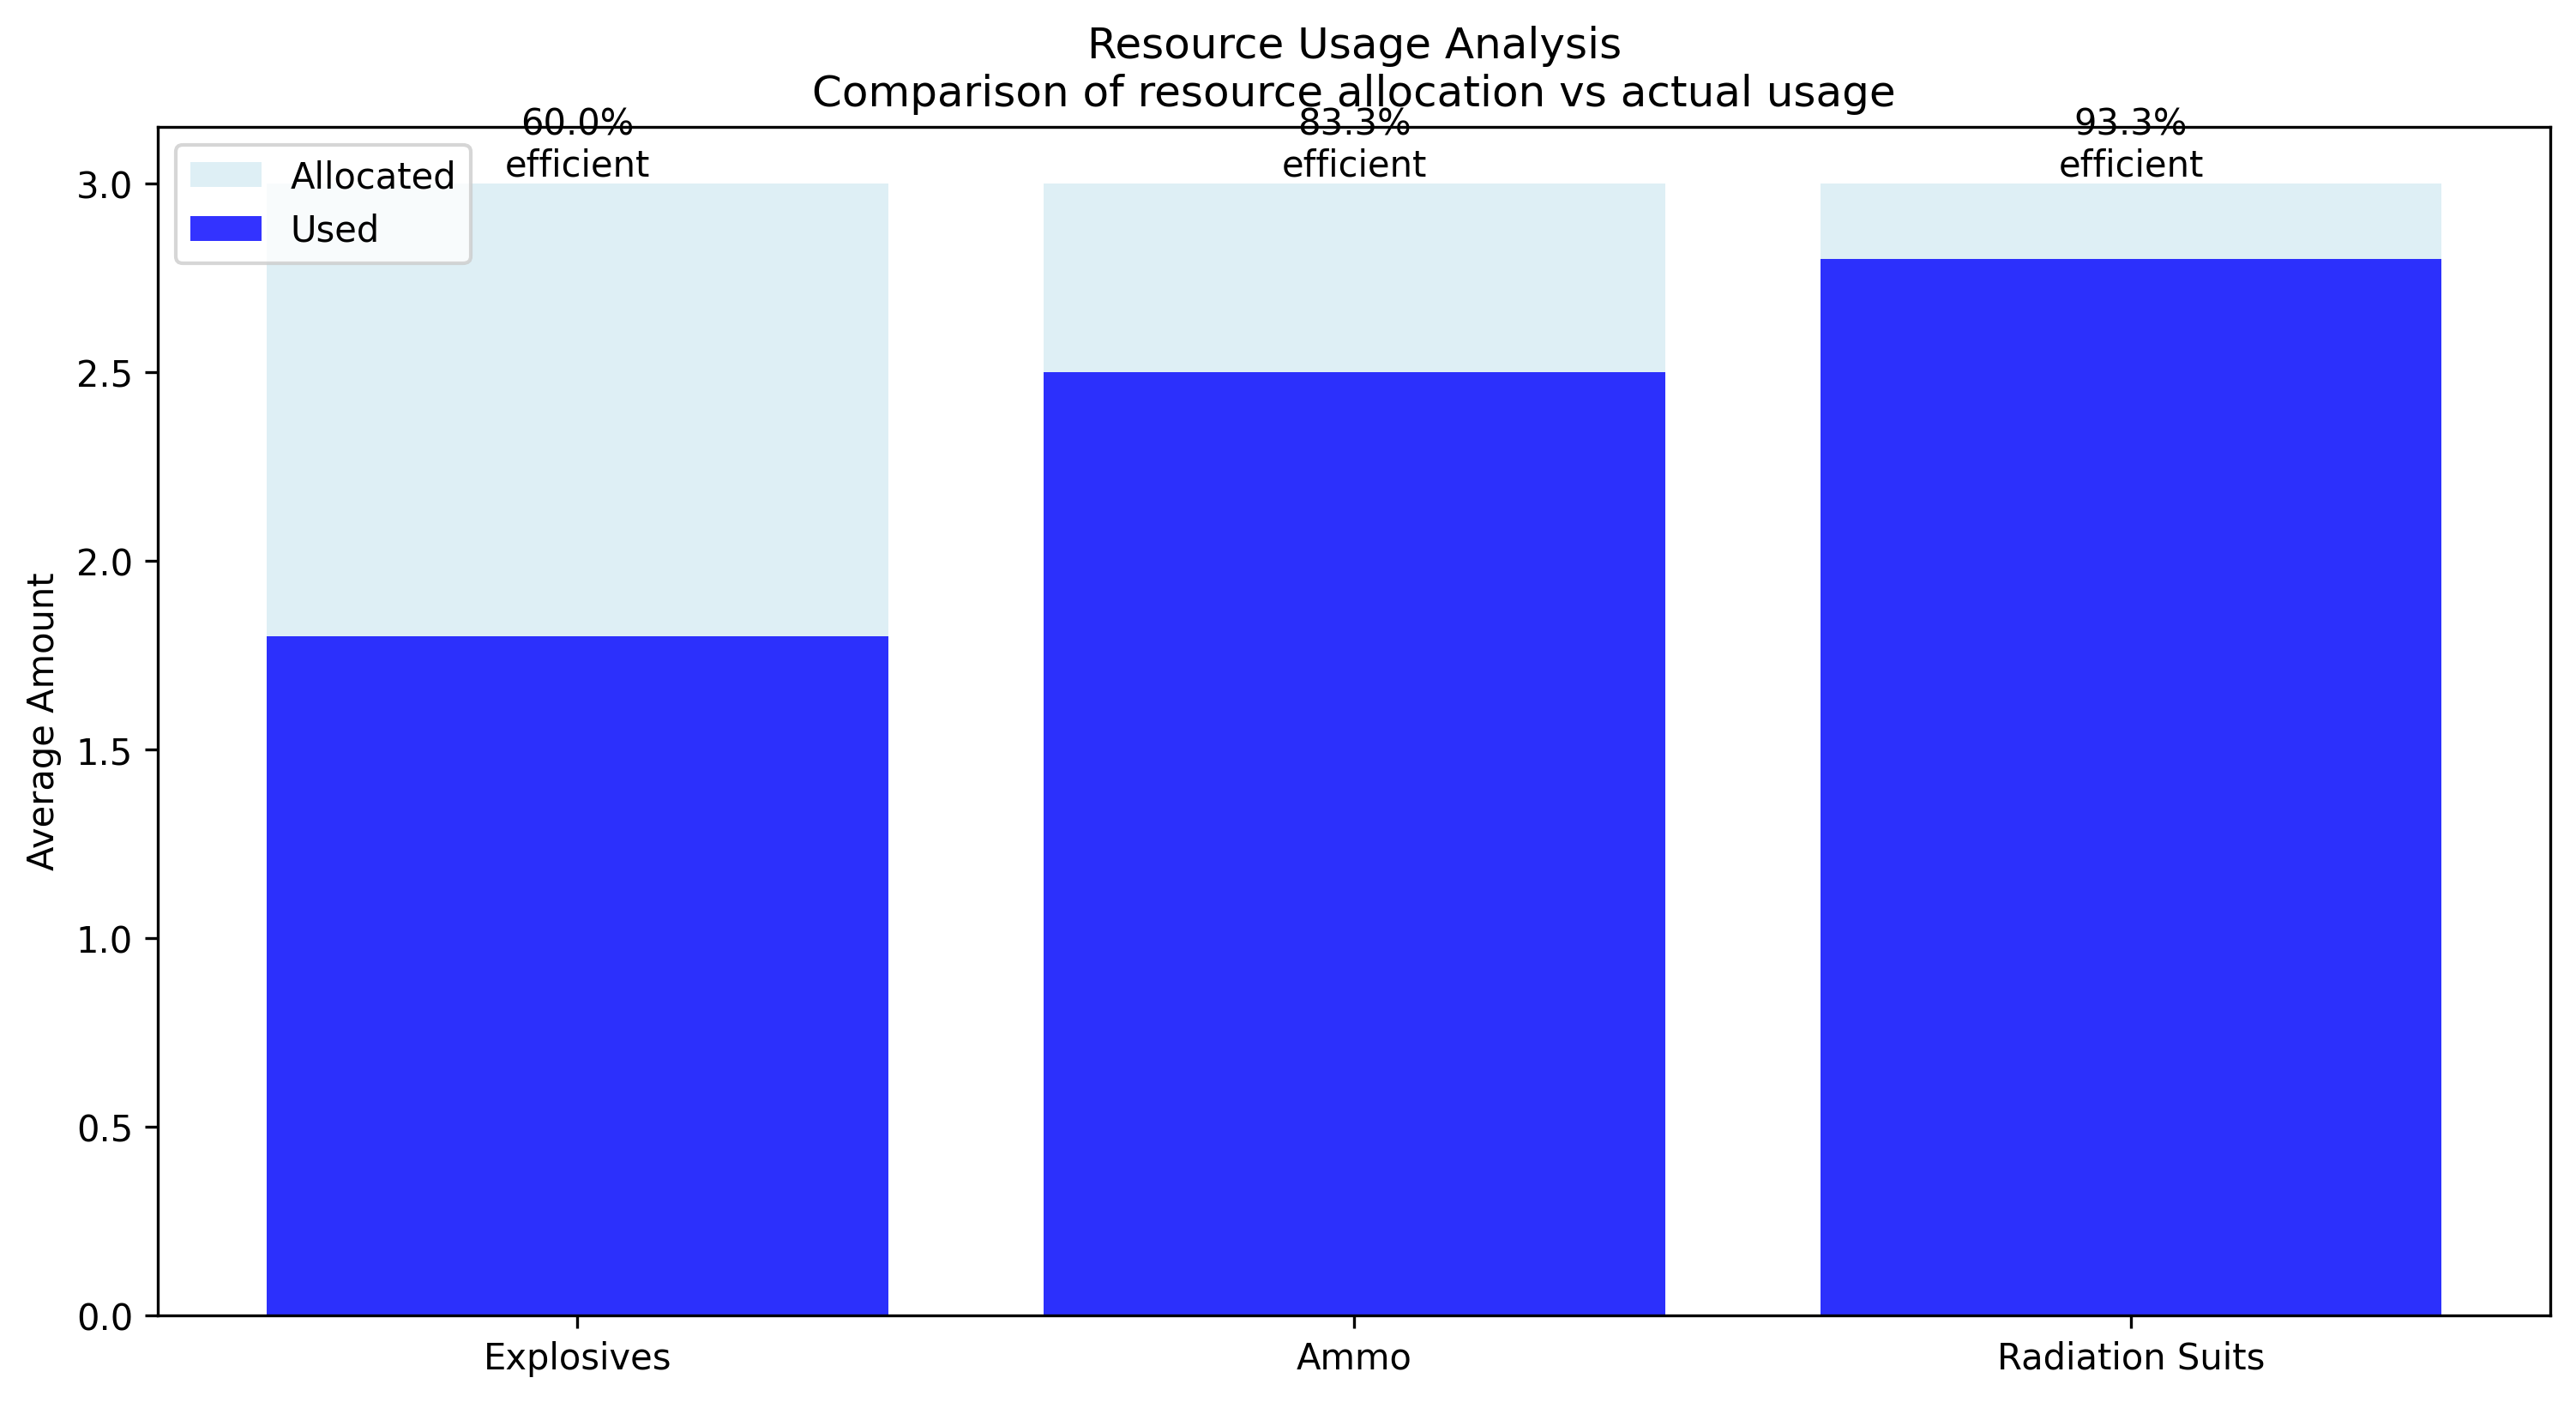 Resource Usage Analysis
Comparison of resource allocation vs actual usage
60.0%
efficient
83.3%
efficient
93.3%
efficient
Allocated
Used
Average Amount
3.0
2.5
2.0
1.5
1.0
0.5
0.0
Explosives
Ammo
Radiation Suits